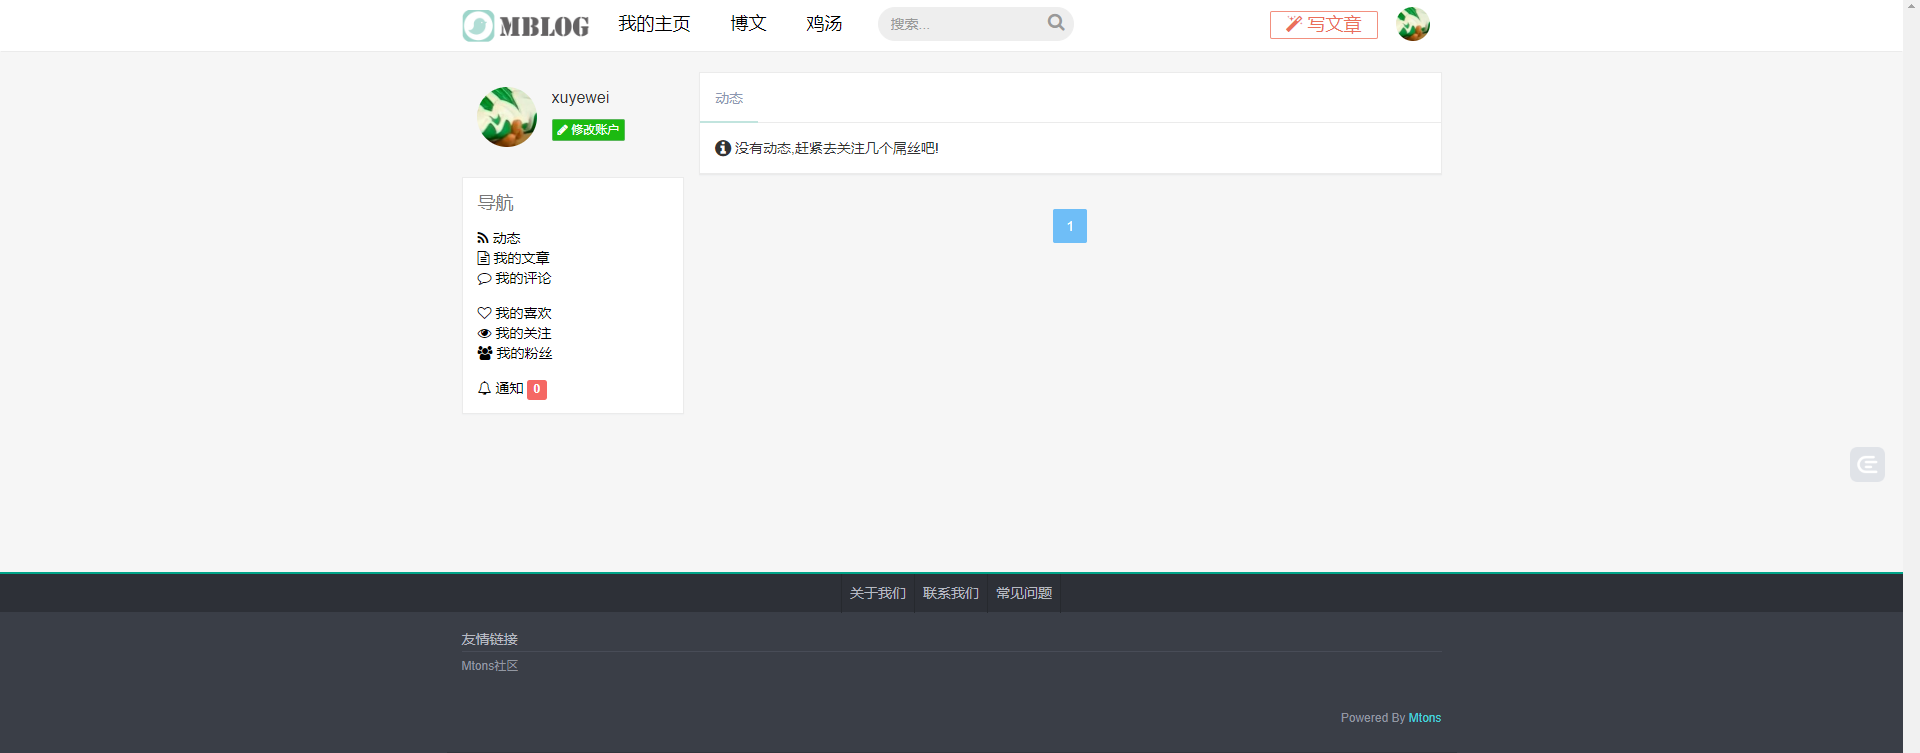 MBLOG 我的主页 博文 鸡汤 搜索... 写文章
xuyewei
修改账户
动态
没有动态,赶紧去关注几个屌丝吧!
1
导航
动态
我的文章
我的评论
我的喜欢
我的关注
我的粉丝
通知 0
关于我们 联系我们 常见问题
友情链接
Mtons社区
Powered By Mtons